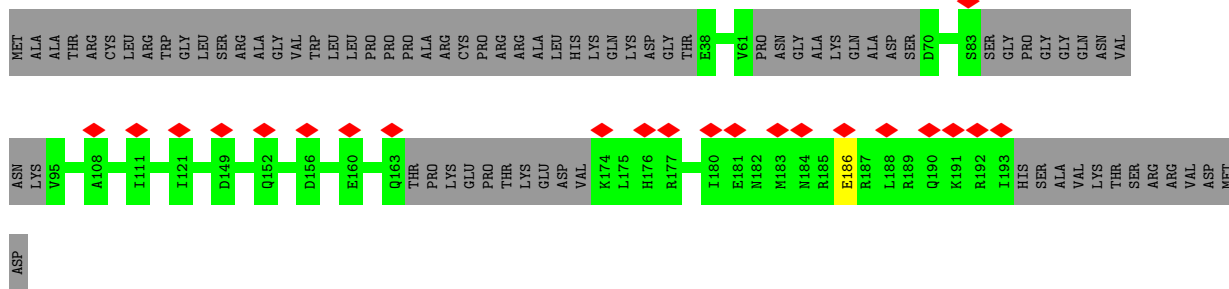 MET ALA ALA THR ARG CYS LEU ARG TRP GLY LEU SER ARG ALA GLY VAL TRP LEU LEU PRO PRO PRO ALA ARG CYS PRO ARG ARG ALA LEU HIS LYS GLN LYS ASP GLY THR E38 V61 PRO ASN GLY ALA LYS GLN ALA ASP SER D70 S83 SER GLY PRO GLY GLY GLN ASN VAL
ASN LYS V95 A108 I111 I121 D149 Q152 D156 E160 Q163 THR PRO LYS GLU PRO THR LYS GLU ASP VAL K174 L175 H176 R177 I180 E181 N182 M183 N184 R185 E186 R187 L188 R189 Q190 K191 R192 I193 HIS SER ALA VAL LYS THR SER ARG ARG VAL ASP MET
ASP